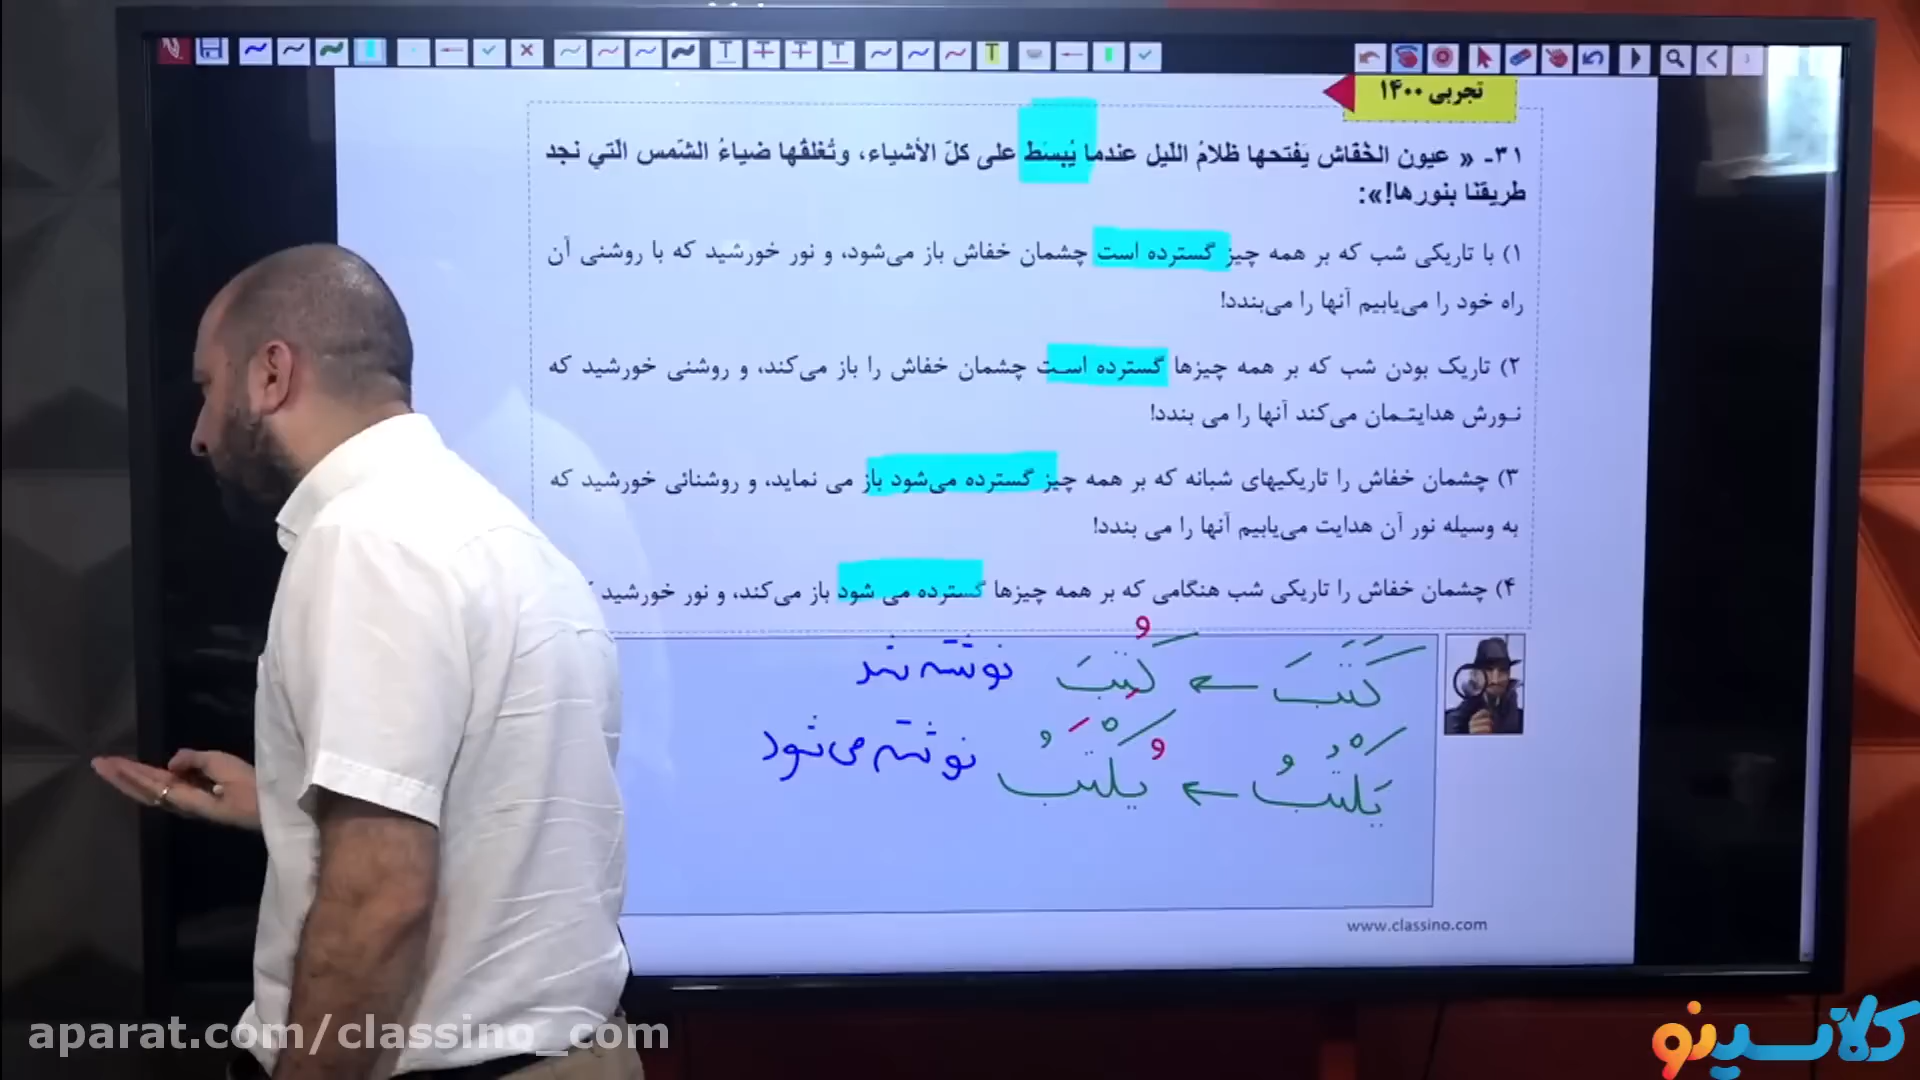 تجربی ۱۴۰۰
۳۱- « عیون الخُفّاش یَفتحها ظلامُ اللّیل عندما یُبسَط علی کلّ الأشیاء، وتُغلقُها ضیاءُ الشّمس الّتي نجد
طریقَنا بنورها!»:
۱) با تاریکی شب که بر همه چیز گسترده است چشمان خفاش باز می‌شود، و نور خورشید که با روشنی آن
راه خود را می‌یابیم آنها را می‌بندد!
۲) تاریک بودن شب که بر همه چیزها گسترده است چشمان خفاش را باز می‌کند، و روشنی خورشید که
نورش هدایتمان می‌کند آنها را می بندد!
۳) چشمان خفاش را تاریکیهای شبانه که بر همه چیز گسترده می‌شود باز می نماید، و روشنائی خورشید که
به وسیله نور آن هدایت می‌یابیم آنها را می بندد!
۴) چشمان خفاش را تاریکی شب هنگامی که بر همه چیزها گسترده می شود باز می‌کند، و نور خورشید
کَتَبَ ← کُتِبَ نوشته شد
یَکْتُبُ ← یُکْتَبُ نوشته می‌شود
www.classino.com
aparat.com/classino_com
کلاسینو